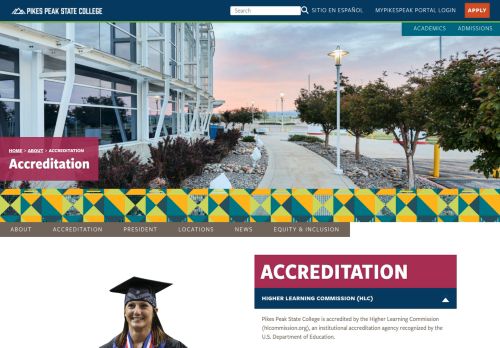 PIKES PEAK STATE COLLEGE
Search
SITIO EN ESPAÑOL
MYPIKESPEAK PORTAL LOGIN
APPLY
ACADEMICS
ADMISSIONS
HOME > ABOUT > ACCREDITATION
Accreditation
ABOUT
ACCREDITATION
PRESIDENT
LOCATIONS
NEWS
EQUITY & INCLUSION
ACCREDITATION
HIGHER LEARNING COMMISSION (HLC)
Pikes Peak State College is accredited by the Higher Learning Commission
(hlcommission.org), an institutional accreditation agency recognized by the
U.S. Department of Education.